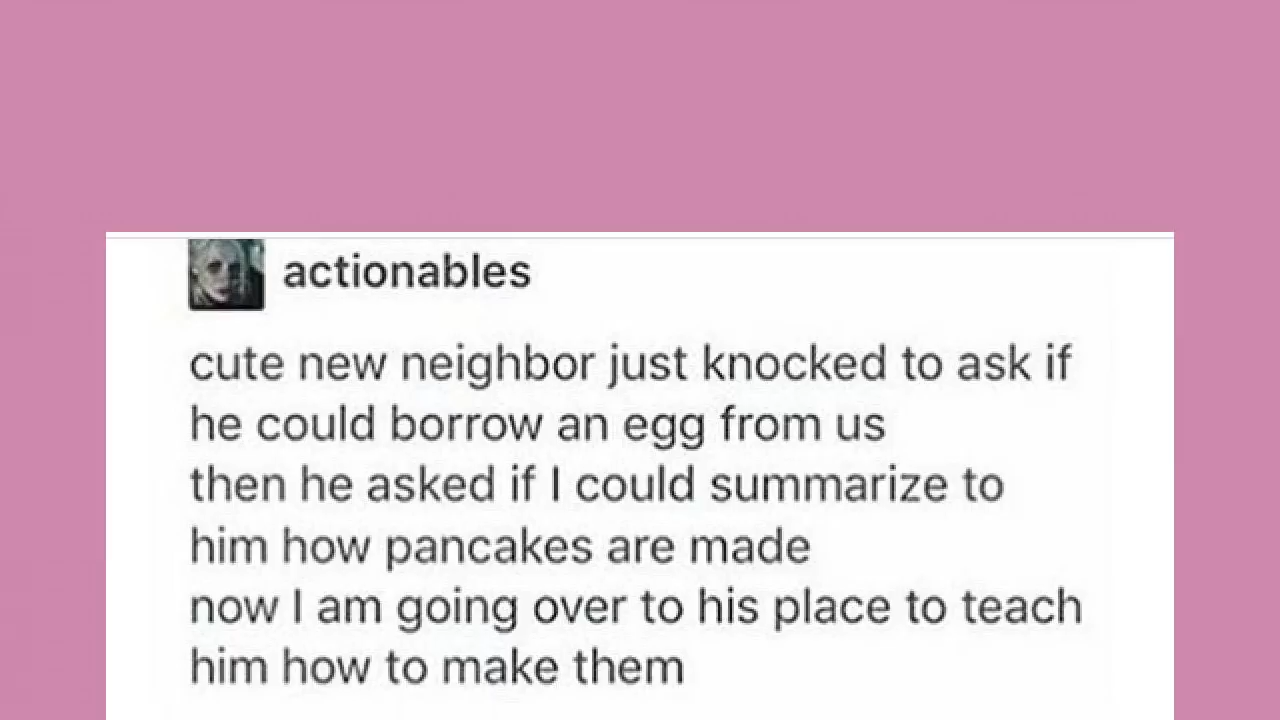 actionables
cute new neighbor just knocked to ask if
he could borrow an egg from us
then he asked if I could summarize to
him how pancakes are made
now I am going over to his place to teach
him how to make them